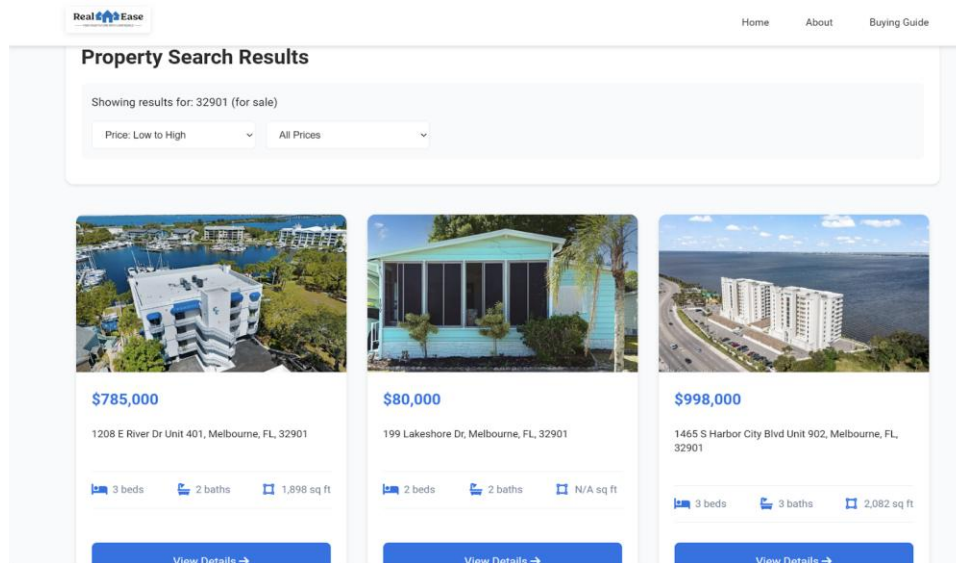 Real Ease
Home About Buying Guide
Property Search Results
Showing results for: 32901 (for sale)
Price: Low to High All Prices
$785,000
1208 E River Dr Unit 401, Melbourne, FL, 32901
3 beds 2 baths 1,898 sq ft
View Details →
$80,000
199 Lakeshore Dr, Melbourne, FL, 32901
2 beds 2 baths N/A sq ft
View Details →
$998,000
1465 S Harbor City Blvd Unit 902, Melbourne, FL,
32901
3 beds 3 baths 2,082 sq ft
View Details →